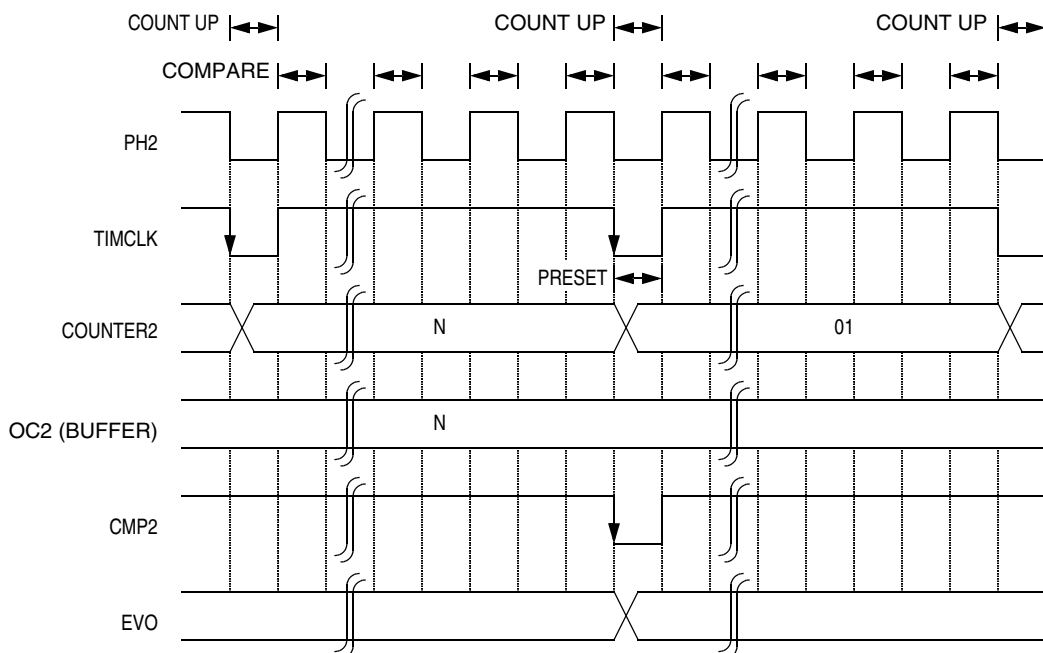 COUNT UP COUNT UP COUNT UP
COMPARE
PH2
TIMCLK
PRESET
COUNTER2 N 01
OC2 (BUFFER) N
CMP2
EVO